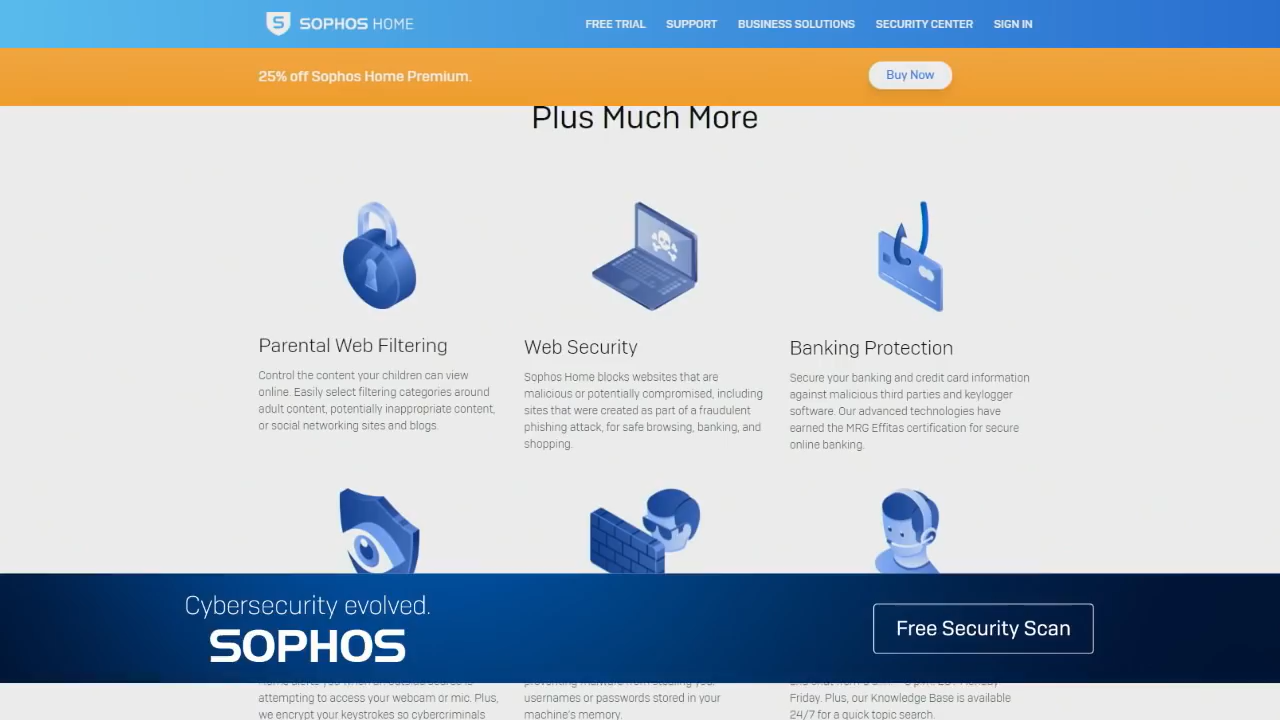 S SOPHOS HOME
FREE TRIAL SUPPORT BUSINESS SOLUTIONS SECURITY CENTER SIGN IN
25% off Sophos Home Premium.
Buy Now
Plus Much More
Parental Web Filtering
Control the content your children can view
online. Easily select filtering categories around
adult content, potentially inappropriate content,
or social networking sites and blogs.
Web Security
Sophos Home blocks websites that are
malicious or potentially compromised, including
sites that were created as part of a fraudulent
phishing attack, for safe browsing, banking, and
shopping.
Banking Protection
Secure your banking and credit card information
against malicious third parties and keylogger
software. Our advanced technologies have
earned the MRG Effitas certification for secure
online banking.
Cybersecurity evolved.
SOPHOS
Free Security Scan
attempting to access your webcam or mic. Plus,
we encrypt your keystrokes so cybercriminals
usernames or passwords stored in your
machine's memory.
Friday. Plus, our Knowledge Base is available
24/7 for a quick topic search.